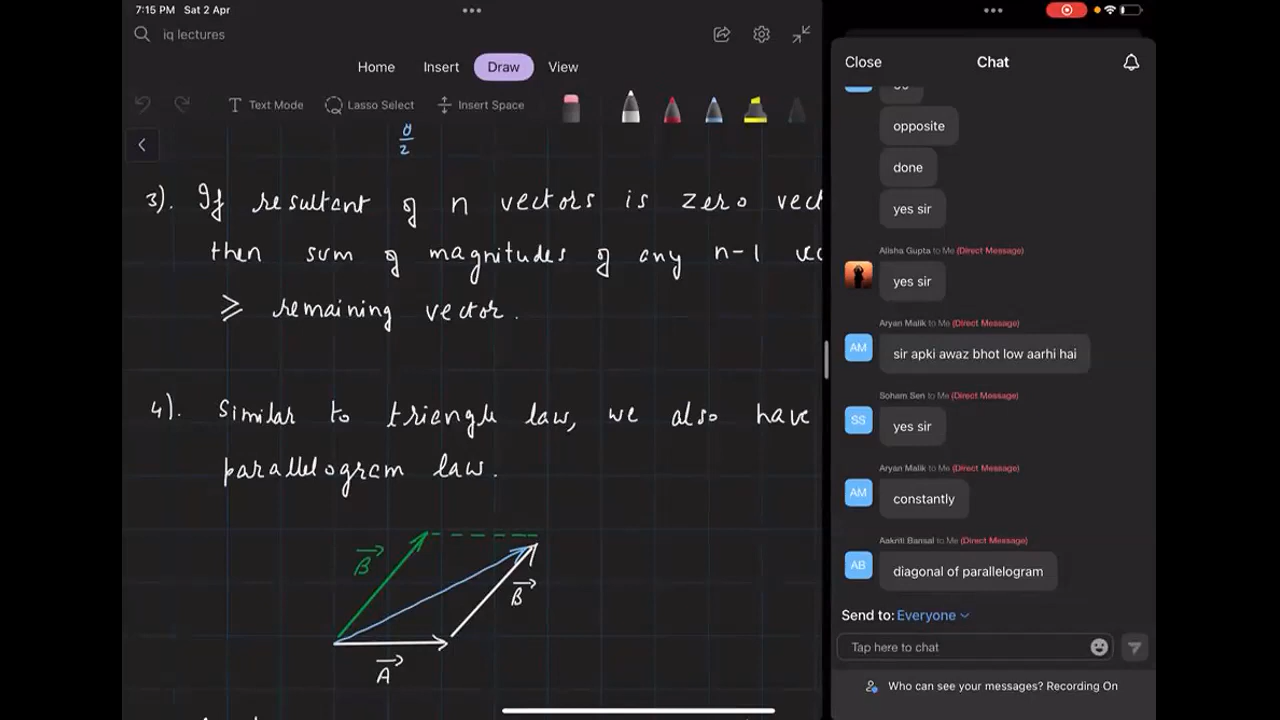 7:15 PM Sat 2 Apr
iq lectures
Home Insert Draw View
Text Mode Lasso Select Insert Space
θ/2
3). If resultant of n vectors is zero vect
then sum of magnitudes of any n-1 vec
≥ remaining vector.
4). Similar to triangle law, we also have
parallelogram law.
B
B
A
Close Chat
opposite
done
yes sir
Alisha Gupta to Me (Direct Message)
yes sir
Aryan Malik to Me (Direct Message)
AM sir apki awaz bhot low aarhi hai
Soham Sen to Me (Direct Message)
SS yes sir
Aryan Malik to Me (Direct Message)
AM constantly
Aakriti Bansal to Me (Direct Message)
AB diagonal of parallelogram
Send to: Everyone
Tap here to chat
Who can see your messages? Recording On